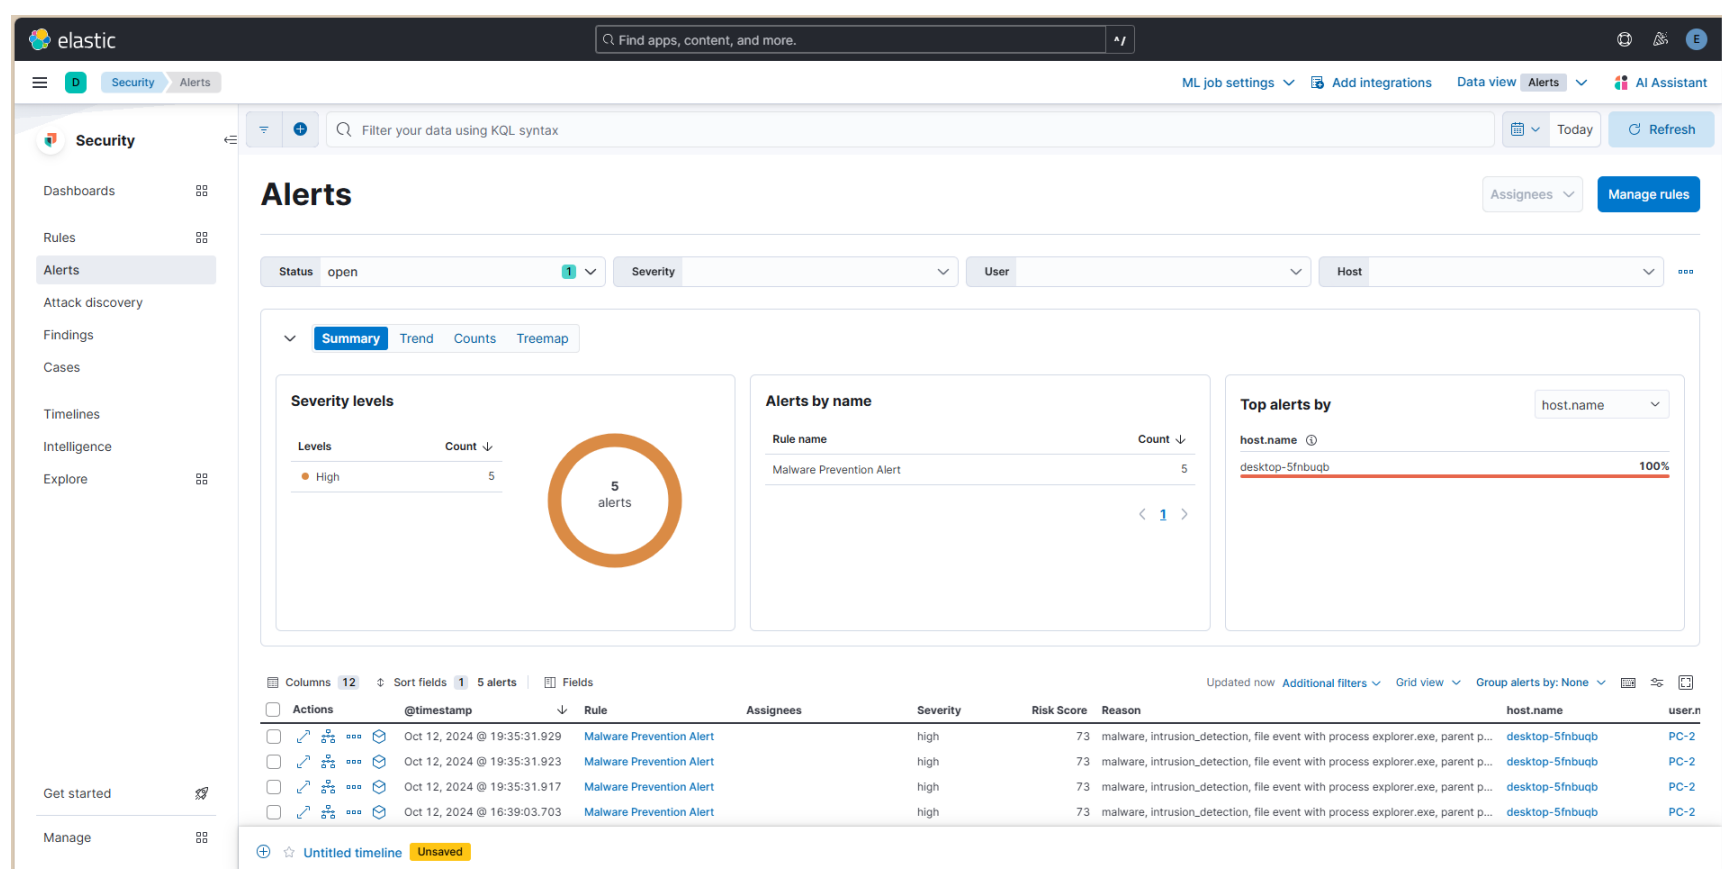 elastic
Find apps, content, and more.
^/
E
D
Security
Alerts
ML job settings
Add integrations
Data view Alerts
AI Assistant
Security
Filter your data using KQL syntax
Today
Refresh
Dashboards
Rules
Alerts
Attack discovery
Findings
Cases
Timelines
Intelligence
Explore
Get started
Manage
Alerts
Assignees
Manage rules
Status open 1
Severity
User
Host
Summary Trend Counts Treemap
Severity levels
Levels Count
High 5
5
alerts
Alerts by name
Rule name Count
Malware Prevention Alert 5
1
Top alerts by
host.name
host.name
desktop-5fnbuqb 100%
Columns 12 Sort fields 1 5 alerts Fields
Updated now Additional filters Grid view Group alerts by: None
Actions @timestamp Rule Assignees Severity Risk Score Reason host.name user.n
Oct 12, 2024 @ 19:35:31.929 Malware Prevention Alert high 73 malware, intrusion_detection, file event with process explorer.exe, parent p... desktop-5fnbuqb PC-2
Oct 12, 2024 @ 19:35:31.923 Malware Prevention Alert high 73 malware, intrusion_detection, file event with process explorer.exe, parent p... desktop-5fnbuqb PC-2
Oct 12, 2024 @ 19:35:31.917 Malware Prevention Alert high 73 malware, intrusion_detection, file event with process explorer.exe, parent p... desktop-5fnbuqb PC-2
Oct 12, 2024 @ 16:39:03.703 Malware Prevention Alert high 73 malware, intrusion_detection, file event with process explorer.exe, parent p... desktop-5fnbuqb PC-2
Untitled timeline Unsaved